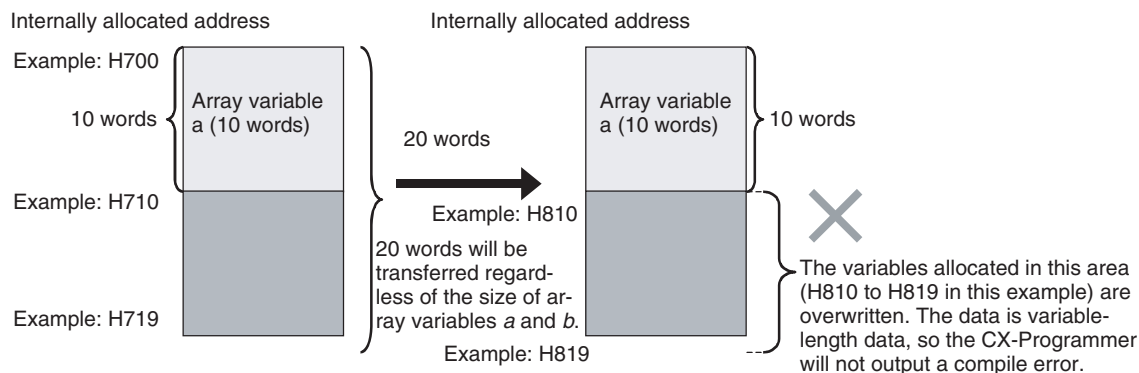 Internally allocated address
Example: H700
10 words
Array variable
a (10 words)
Example: H710
Example: H719
20 words
20 words will be
transferred regard-
less of the size of ar-
ray variables a and b.
Internally allocated address
Array variable
a (10 words)
10 words
Example: H810
Example: H819
The variables allocated in this area
(H810 to H819 in this example) are
overwritten. The data is variable-
length data, so the CX-Programmer
will not output a compile error.